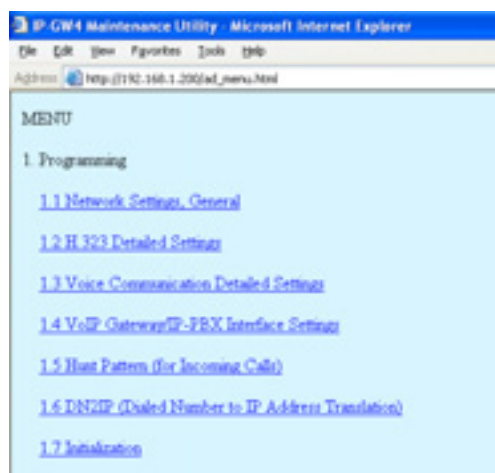 IP-GW4 Maintenance Utility - Microsoft Internet Explorer
File Edit View Favorites Tools Help
Address http://192.168.1.200/ad_menu.html
MENU
1. Programming
1.1 Network Settings, General
1.2 H.323 Detailed Settings
1.3 Voice Communication Detailed Settings
1.4 VoIP Gateway/IP-PBX Interface Settings
1.5 Hunt Pattern (for Incoming Calls)
1.6 DN2IP (Dialed Number to IP Address Translation)
1.7 Initialization